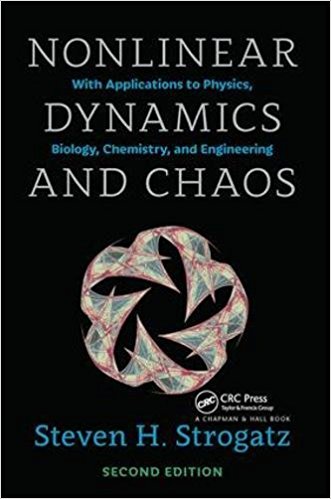 NONLINEAR
With Applications to Physics,
DYNAMICS
Biology, Chemistry, and Engineering
AND CHAOS
CRC
CRC Press
Taylor & Francis Group
A CHAPMAN & HALL BOOK
Steven H. Strogatz
SECOND EDITION